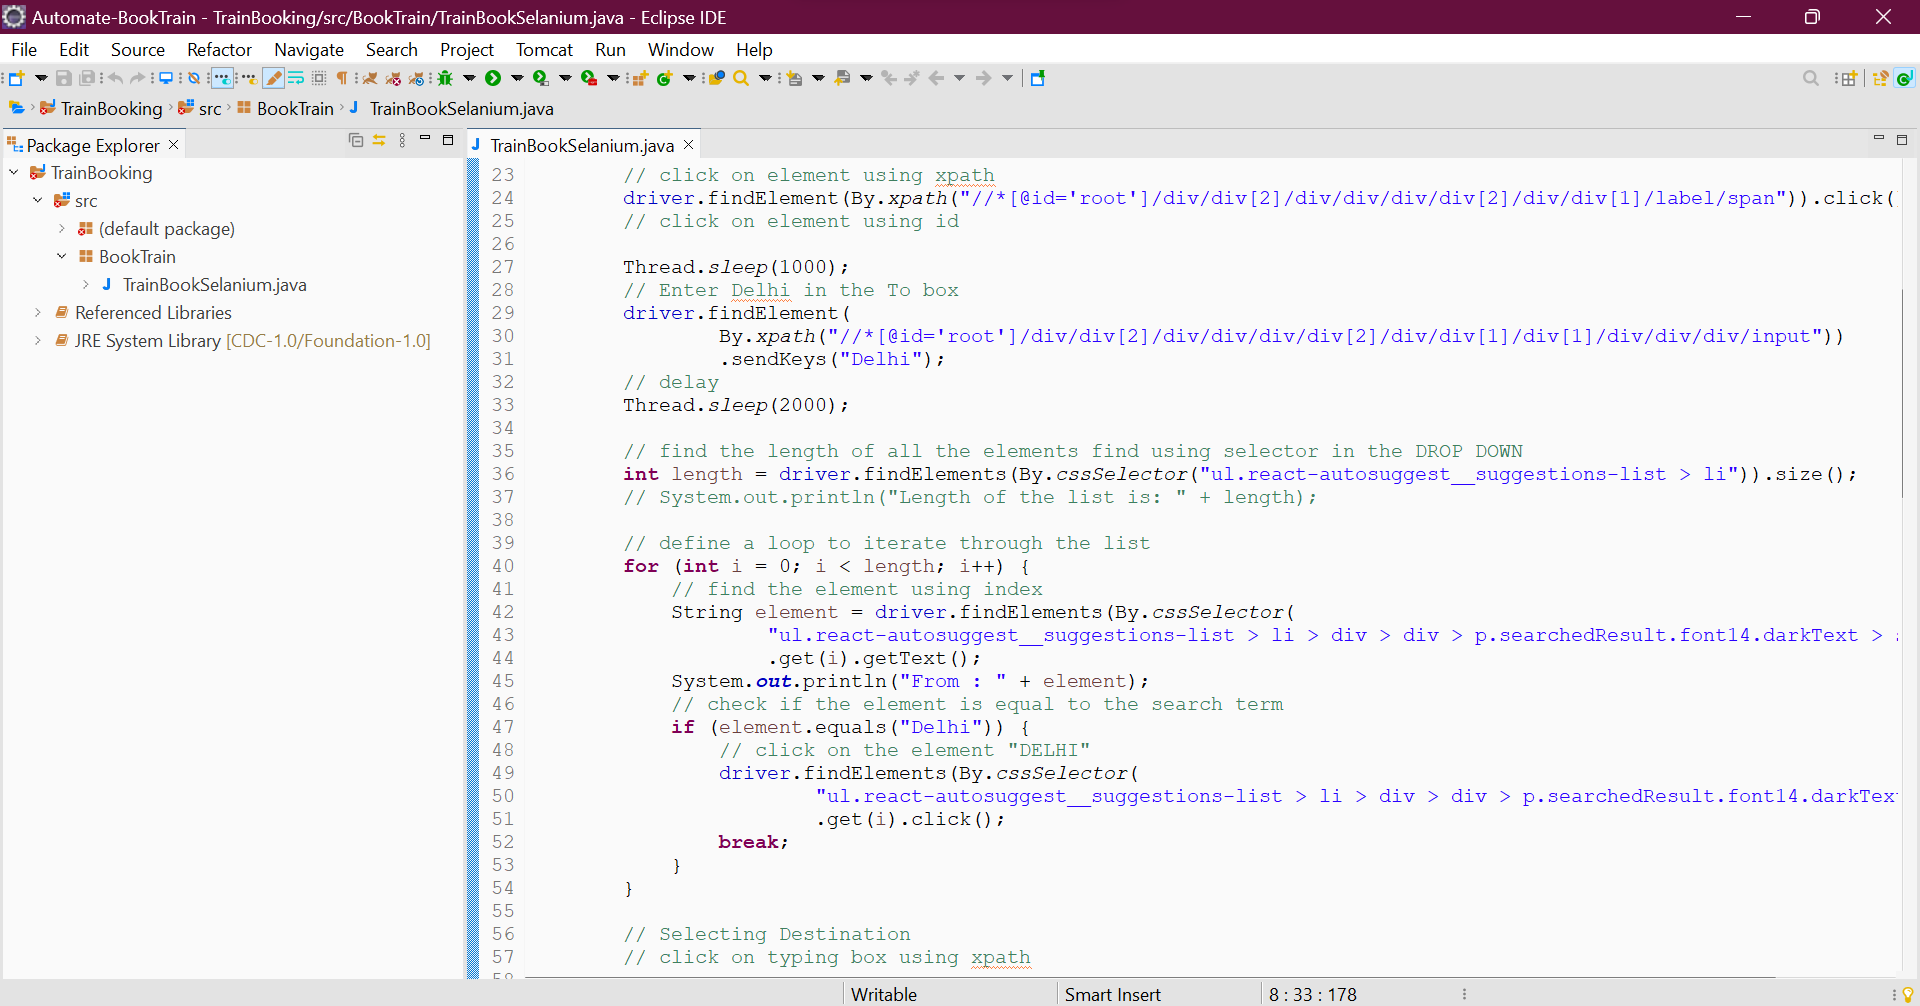 Automate-BookTrain - TrainBooking/src/BookTrain/TrainBookSelanium.java - Eclipse IDE
File Edit Source Refactor Navigate Search Project Tomcat Run Window Help
TrainBooking src BookTrain TrainBookSelanium.java
Package Explorer
TrainBooking
src
(default package)
BookTrain
TrainBookSelanium.java
Referenced Libraries
JRE System Library [CDC-1.0/Foundation-1.0]
TrainBookSelanium.java
23 // click on element using xpath
24 driver.findElement(By.xpath("//*[@id='root']/div/div[2]/div/div/div/div[2]/div/div[1]/label/span")).click(
25 // click on element using id
26
27 Thread.sleep(1000);
28 // Enter Delhi in the To box
29 driver.findElement(
30 By.xpath("//*[@id='root']/div/div[2]/div/div/div/div[2]/div/div[1]/div[1]/div/div/div/input"))
31 .sendKeys("Delhi");
32 // delay
33 Thread.sleep(2000);
34
35 // find the length of all the elements find using selector in the DROP DOWN
36 int length = driver.findElements(By.cssSelector("ul.react-autosuggest__suggestions-list > li")).size();
37 // System.out.println("Length of the list is: " + length);
38
39 // define a loop to iterate through the list
40 for (int i = 0; i < length; i++) {
41 // find the element using index
42 String element = driver.findElements(By.cssSelector(
43 "ul.react-autosuggest__suggestions-list > li > div > div > p.searchedResult.font14.darkText >
44 .get(i).getText();
45 System.out.println("From : " + element);
46 // check if the element is equal to the search term
47 if (element.equals("Delhi")) {
48 // click on the element "DELHI"
49 driver.findElements(By.cssSelector(
50 "ul.react-autosuggest__suggestions-list > li > div > div > p.searchedResult.font14.darkTex
51 .get(i).click();
52 break;
53 }
54 }
55
56 // Selecting Destination
57 // click on typing box using xpath
Writable Smart Insert 8 : 33 : 178